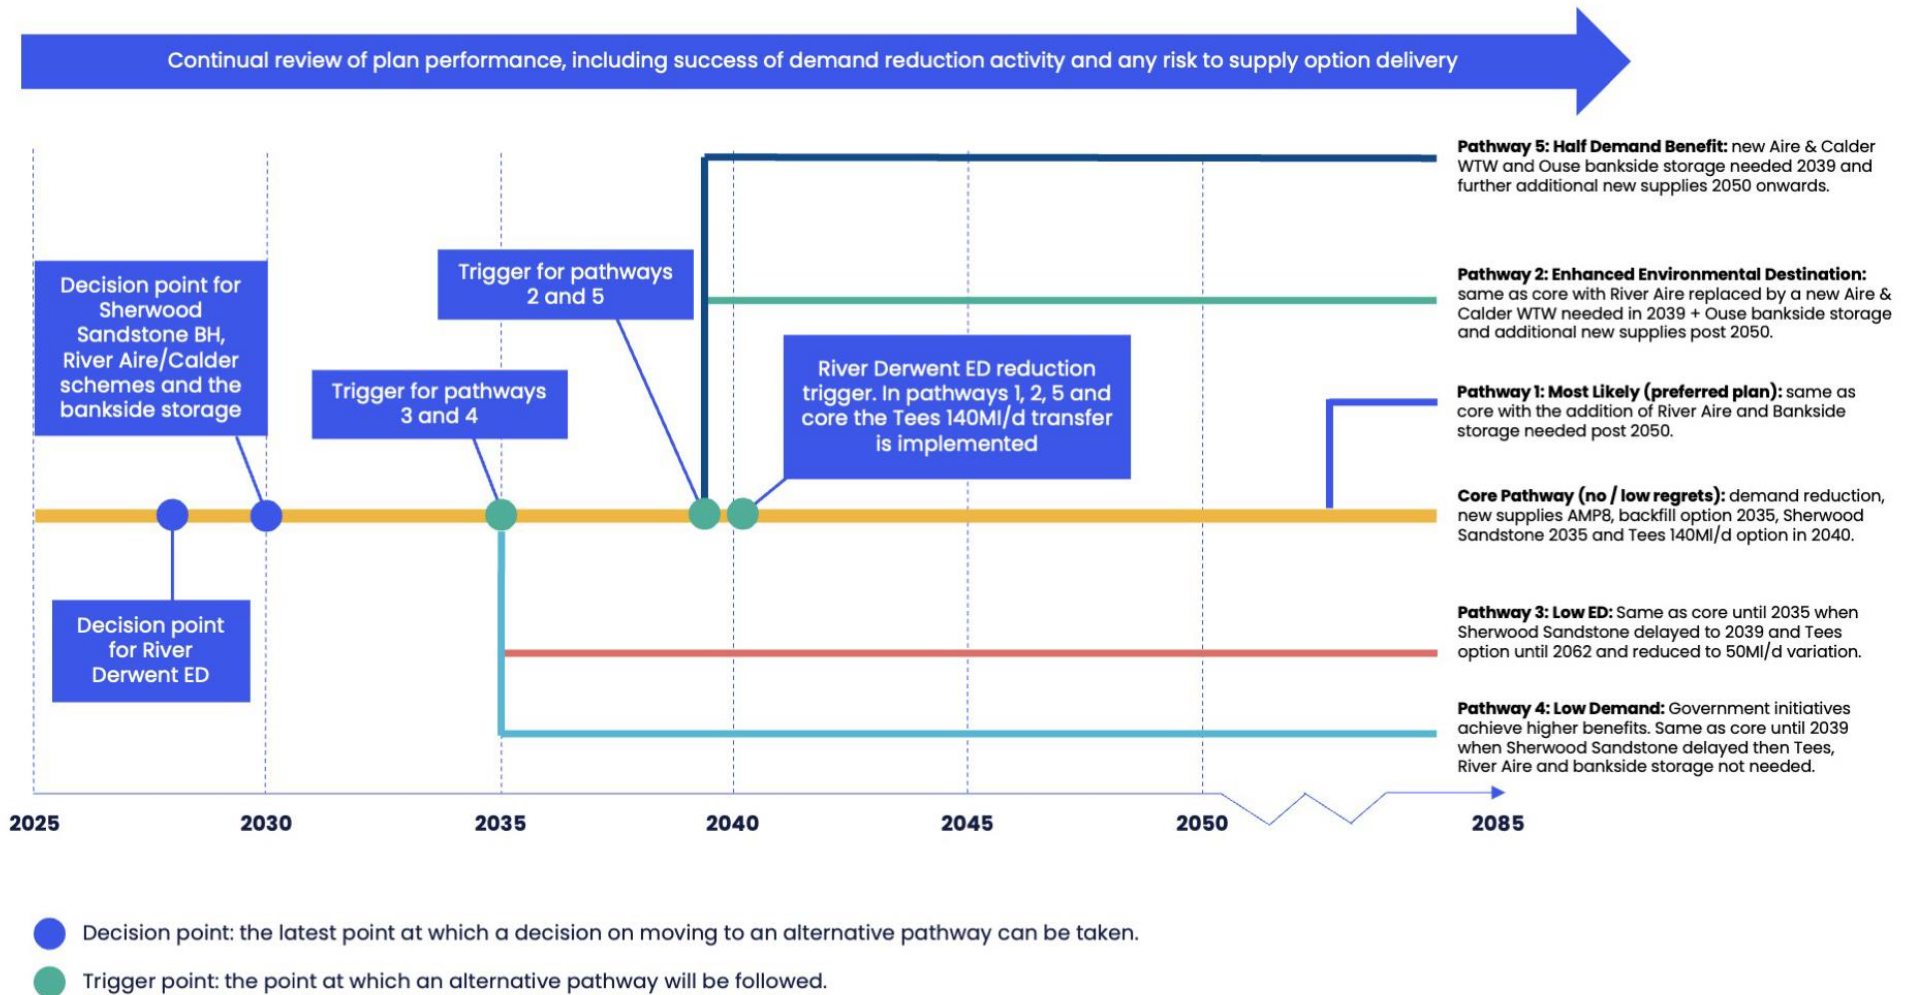 Continual review of plan performance, including success of demand reduction activity and any risk to supply option delivery
Pathway 5: Half Demand Benefit: new Aire & Calder
WTW and Ouse bankside storage needed 2039 and
further additional new supplies 2050 onwards.
Decision point for
Sherwood
Sandstone BH,
River Aire/Calder
schemes and the
bankside storage
Trigger for pathways
3 and 4
Trigger for pathways
2 and 5
River Derwent ED reduction
trigger. In pathways 1, 2, 5 and
core the Tees 140Ml/d transfer
is implemented
Pathway 2: Enhanced Environmental Destination:
same as core with River Aire replaced by a new Aire &
Calder WTW needed in 2039 + Ouse bankside storage
and additional new supplies post 2050.
Pathway 1: Most Likely (preferred plan): same as
core with the addition of River Aire and Bankside
storage needed post 2050.
Core Pathway (no / low regrets): demand reduction,
new supplies AMP8, backfill option 2035, Sherwood
Sandstone 2035 and Tees 140Ml/d option in 2040.
Decision point
for River
Derwent ED
Pathway 3: Low ED: Same as core until 2035 when
Sherwood Sandstone delayed to 2039 and Tees
option until 2062 and reduced to 50Ml/d variation.
Pathway 4: Low Demand: Government initiatives
achieve higher benefits. Same as core until 2039
when Sherwood Sandstone delayed then Tees,
River Aire and bankside storage not needed.
2025 2030 2035 2040 2045 2050 2085
Decision point: the latest point at which a decision on moving to an alternative pathway can be taken.
Trigger point: the point at which an alternative pathway will be followed.